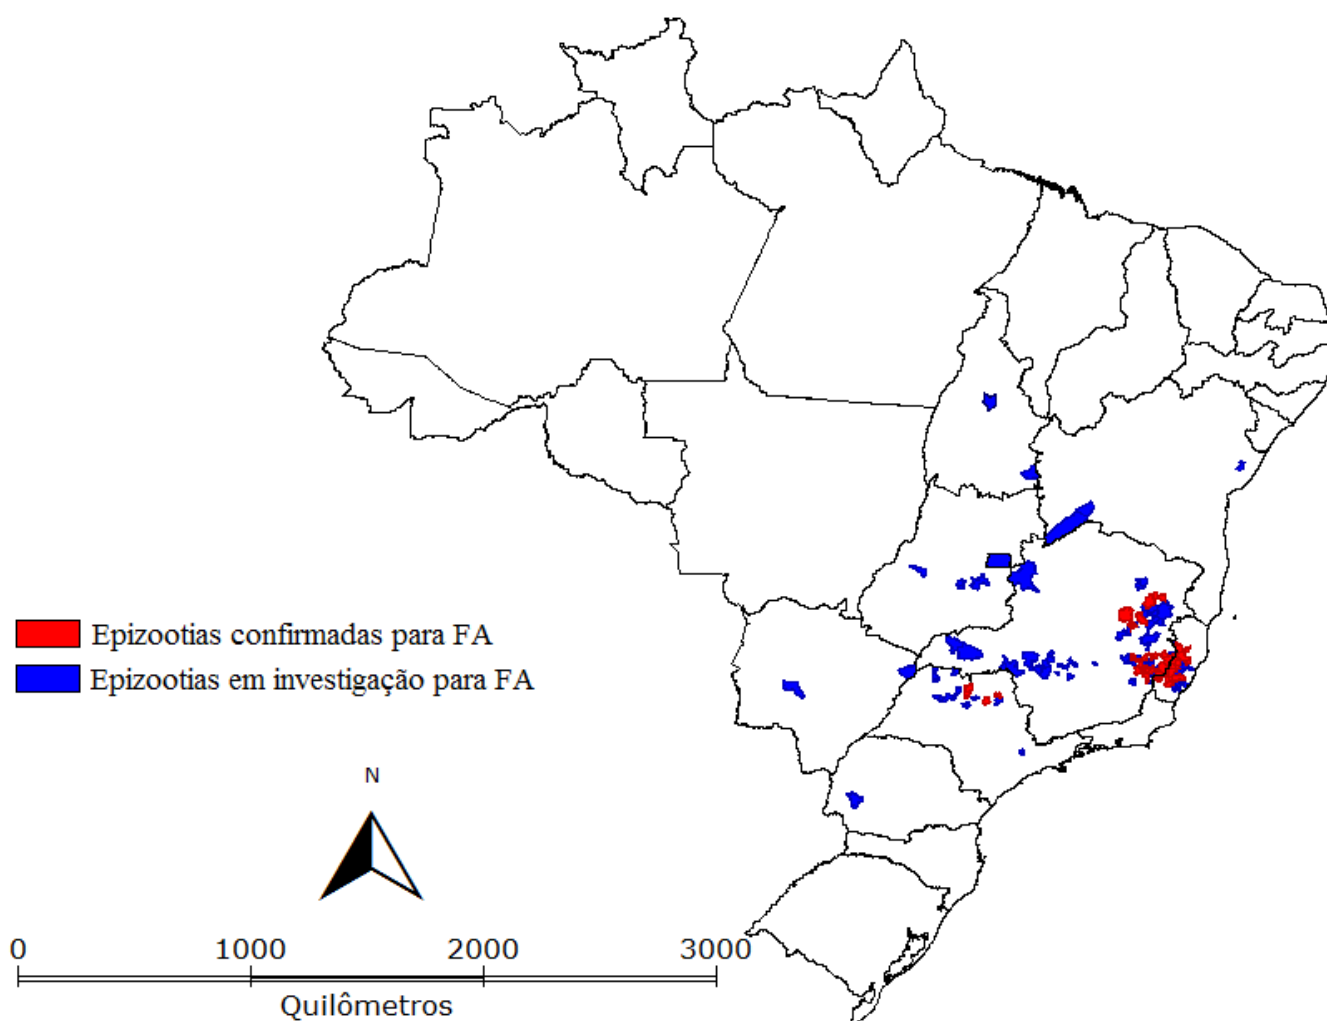 Epizootias confirmadas para FA
Epizootias em investigação para FA
N
0 1000 2000 3000
Quilômetros